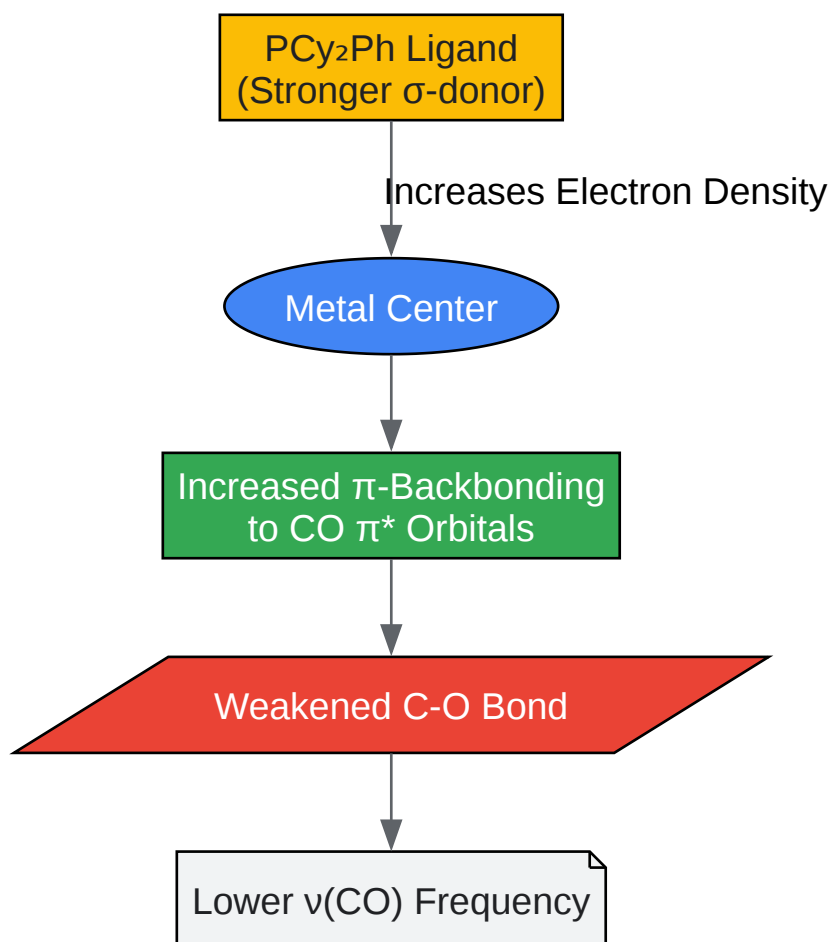 PCy₂Ph Ligand
(Stronger σ-donor)
Increases Electron Density
Metal Center
Increased π-Backbonding
to CO π* Orbitals
Weakened C-O Bond
Lower ν(CO) Frequency